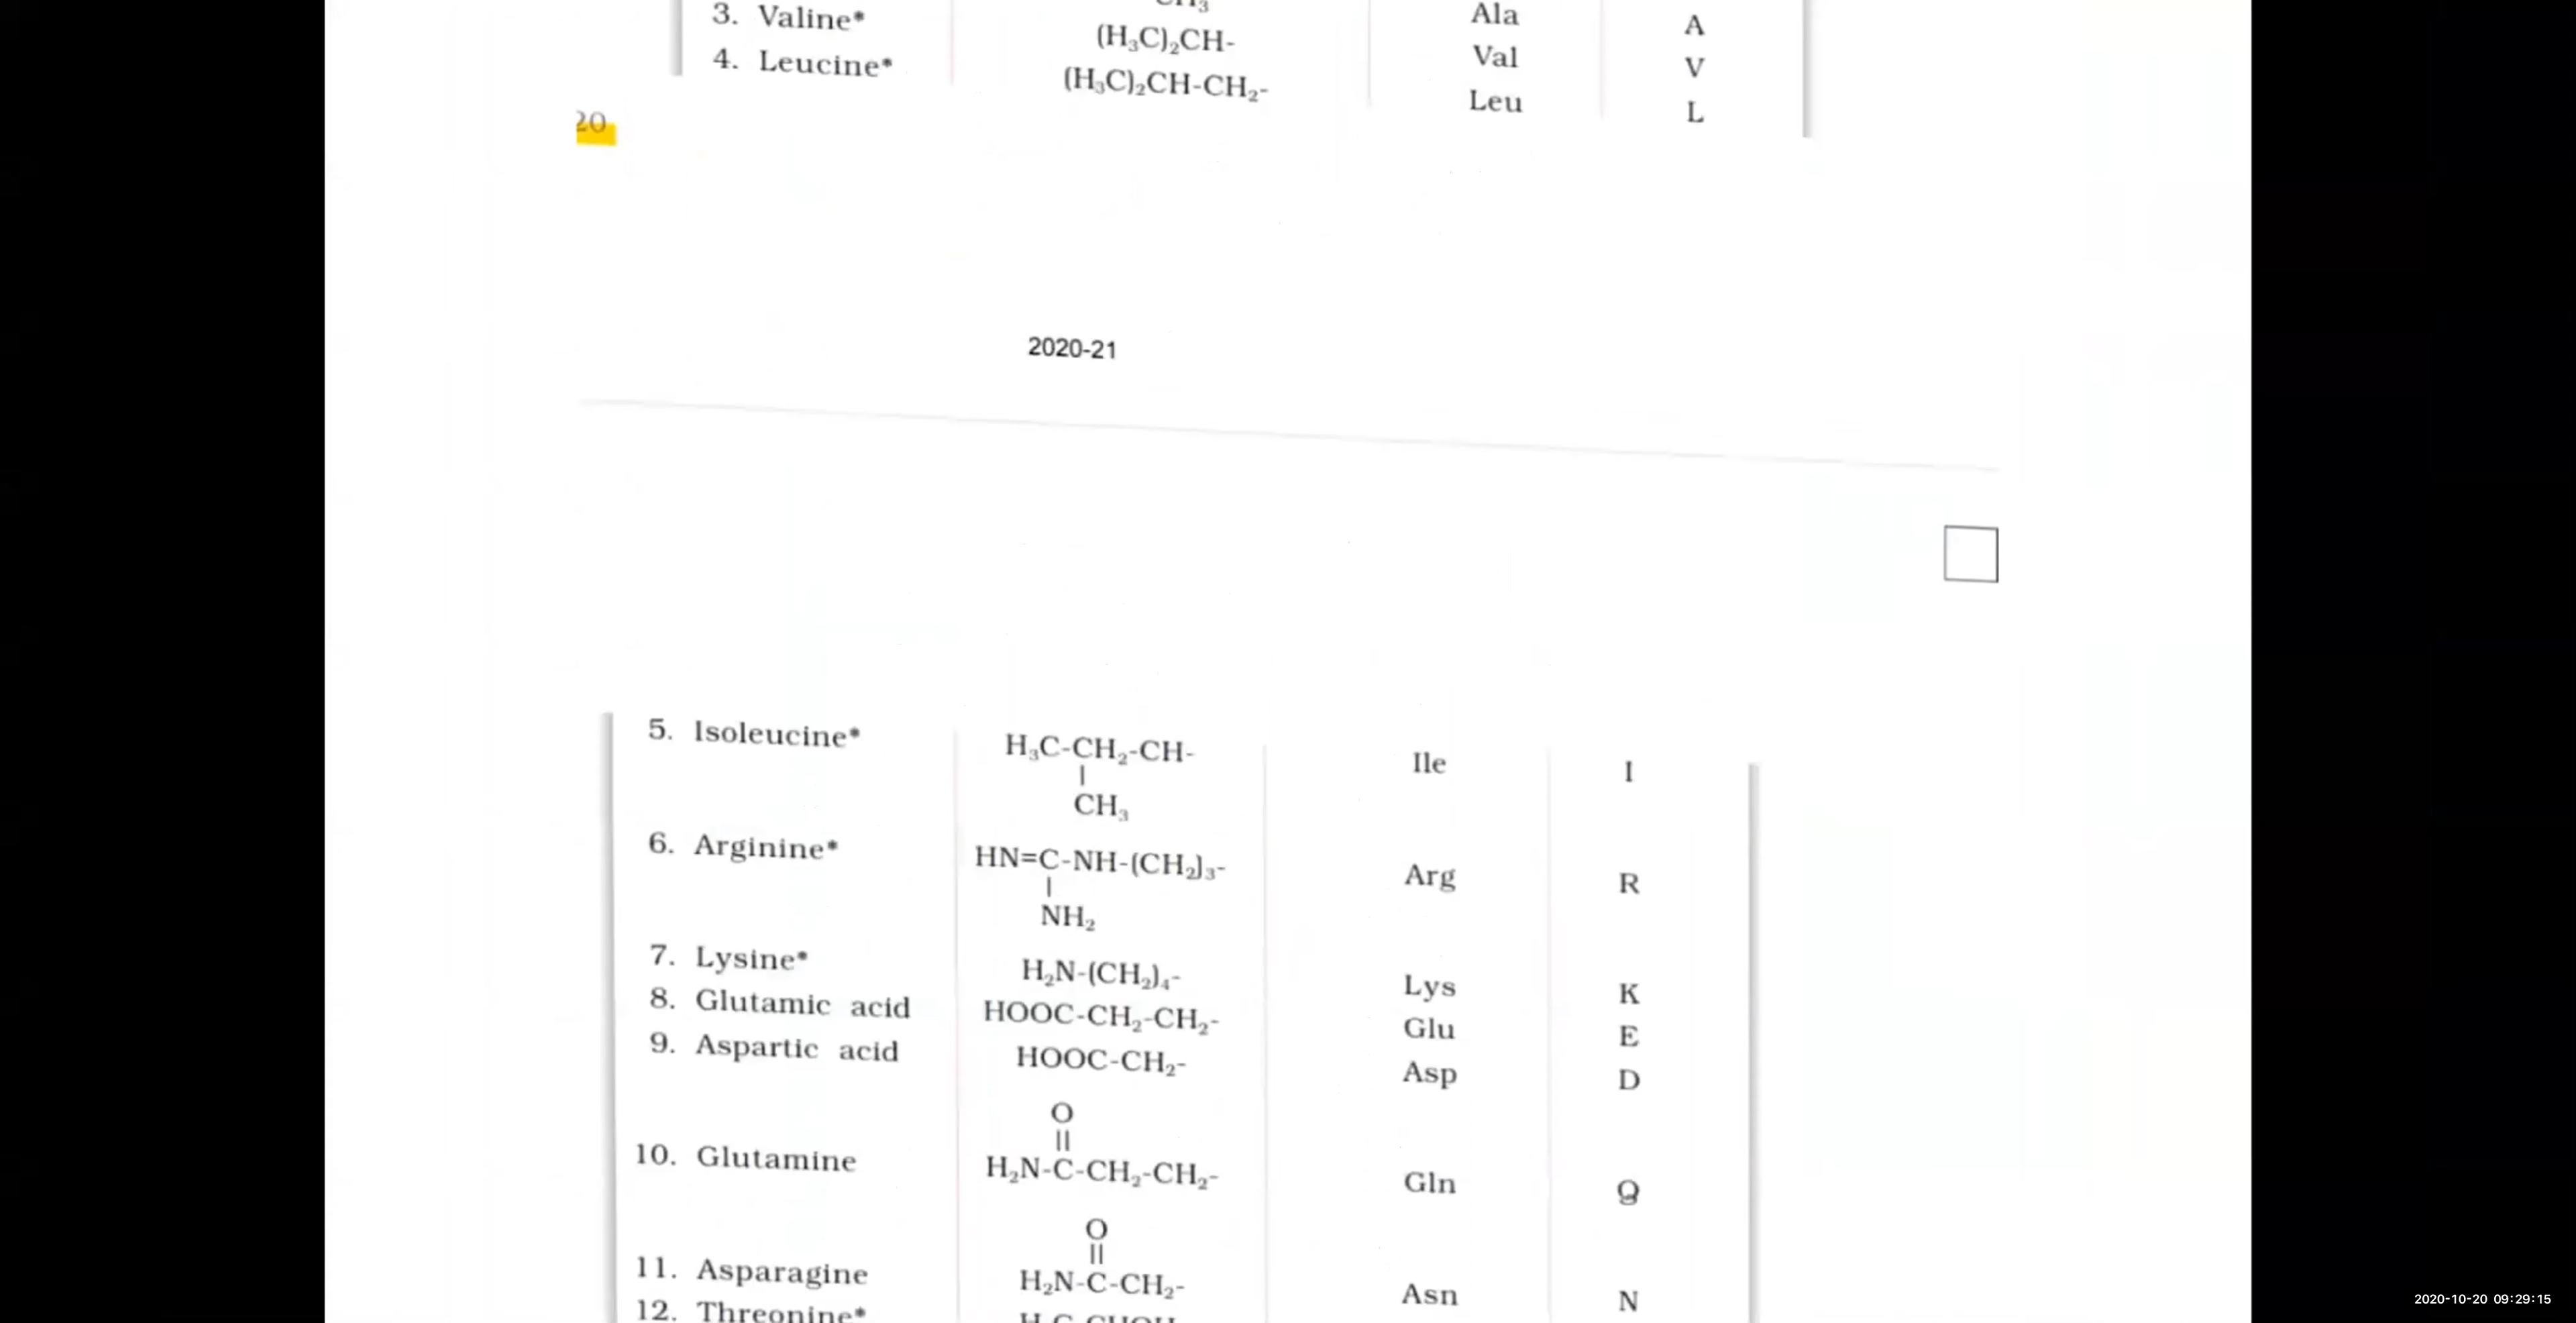 CH₃ Ala A
3. Valine* (H₃C)₂CH- Val V
4. Leucine* (H₃C)₂CH-CH₂- Leu L
20
2020-21
5. Isoleucine* H₃C-CH₂-CH- Ile I
|
CH₃
6. Arginine* HN=C-NH-(CH₂)₃- Arg R
|
NH₂
7. Lysine* H₂N-(CH₂)₄- Lys K
8. Glutamic acid HOOC-CH₂-CH₂- Glu E
9. Aspartic acid HOOC-CH₂- Asp D
O
||
10. Glutamine H₂N-C-CH₂-CH₂- Gln Q
O
||
11. Asparagine H₂N-C-CH₂- Asn N
12. Threonine*
2020-10-20 09:29:15